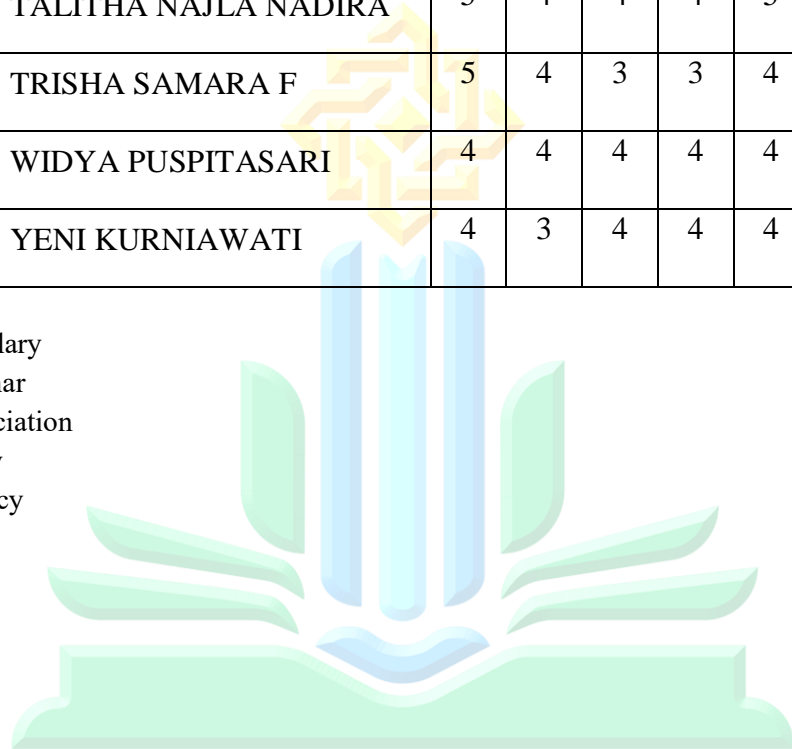 TALITHA NAJLA NADIRA
TRISHA SAMARA F 5 4 3 3 4
WIDYA PUSPITASARI 4 4 4 4 4
YENI KURNIAWATI 4 3 4 4 4
lary
ciation
cy